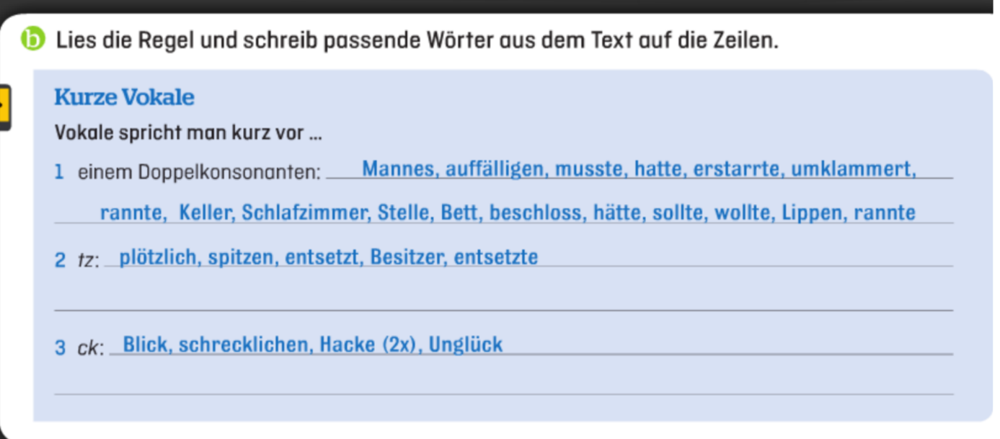 b Lies die Regel und schreib passende Wörter aus dem Text auf die Zeilen.
Kurze Vokale
Vokale spricht man kurz vor ...
1 einem Doppelkonsonanten: Mannes, auffälligen, musste, hatte, erstarrte, umklammert,
rannte, Keller, Schlafzimmer, Stelle, Bett, beschloss, hätte, sollte, wollte, Lippen, rannte
2 tz: plötzlich, spitzen, entsetzt, Besitzer, entsetzte
3 ck: Blick, schrecklichen, Hacke (2x), Unglück